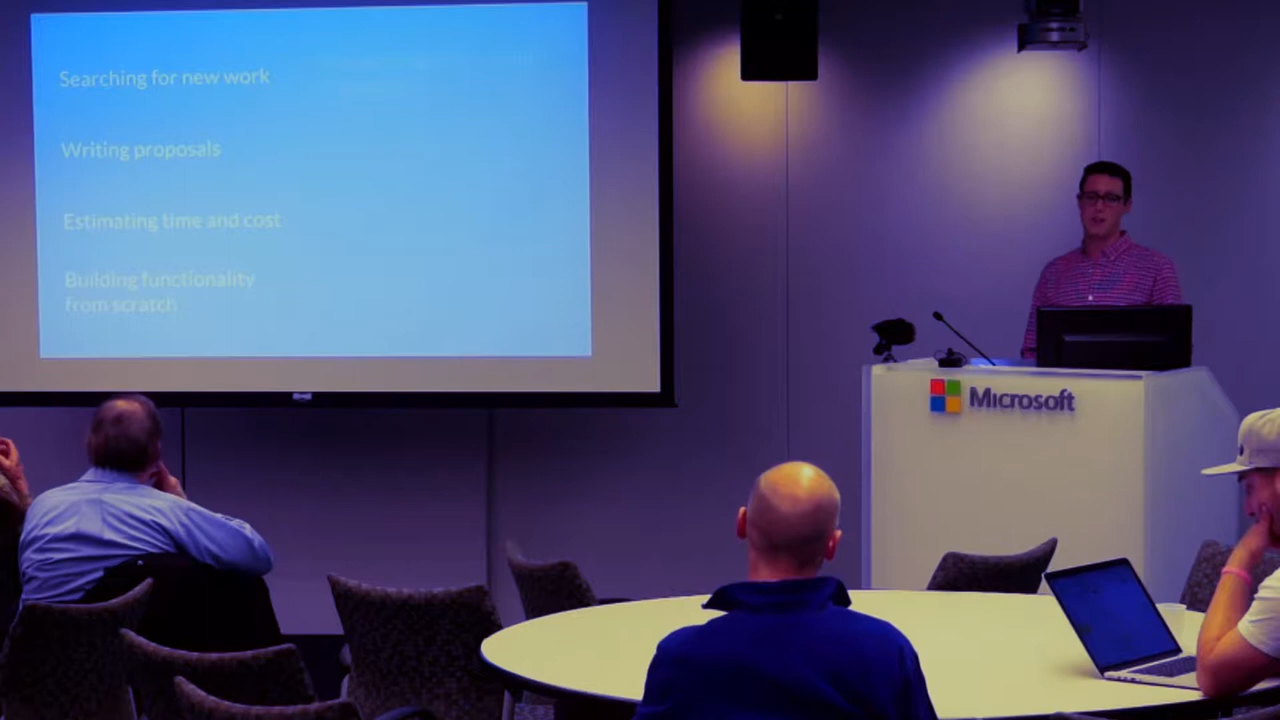 Searching for new work
Writing proposals
Estimating time and cost
Building functionality
from scratch
Microsoft